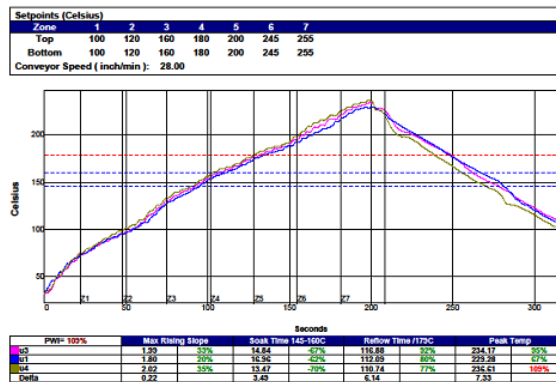 Setpoints (Celsius)
Zone 1 2 3 4 5 6 7
Top 100 120 160 180 200 245 255
Bottom 100 120 160 180 200 245 255
Conveyor Speed ( inch/min ): 28.00
Celsius
200
150
100
50
Z1 Z2 Z3 Z4 Z5 Z6 Z7
0 50 100 150 200 250 300
Seconds
PWI= 109% Max Rising Slope Soak Time 145-160C Reflow Time /179C Peak Temp
u3 1.99 33% 14.84 -67% 116.88 92% 234.17 95%
u1 1.80 20% 16.96 -62% 112.09 80% 229.28 67%
u4 2.02 35% 13.47 -70% 110.74 77% 236.61 109%
Delta 0.22 3.49 6.14 7.33